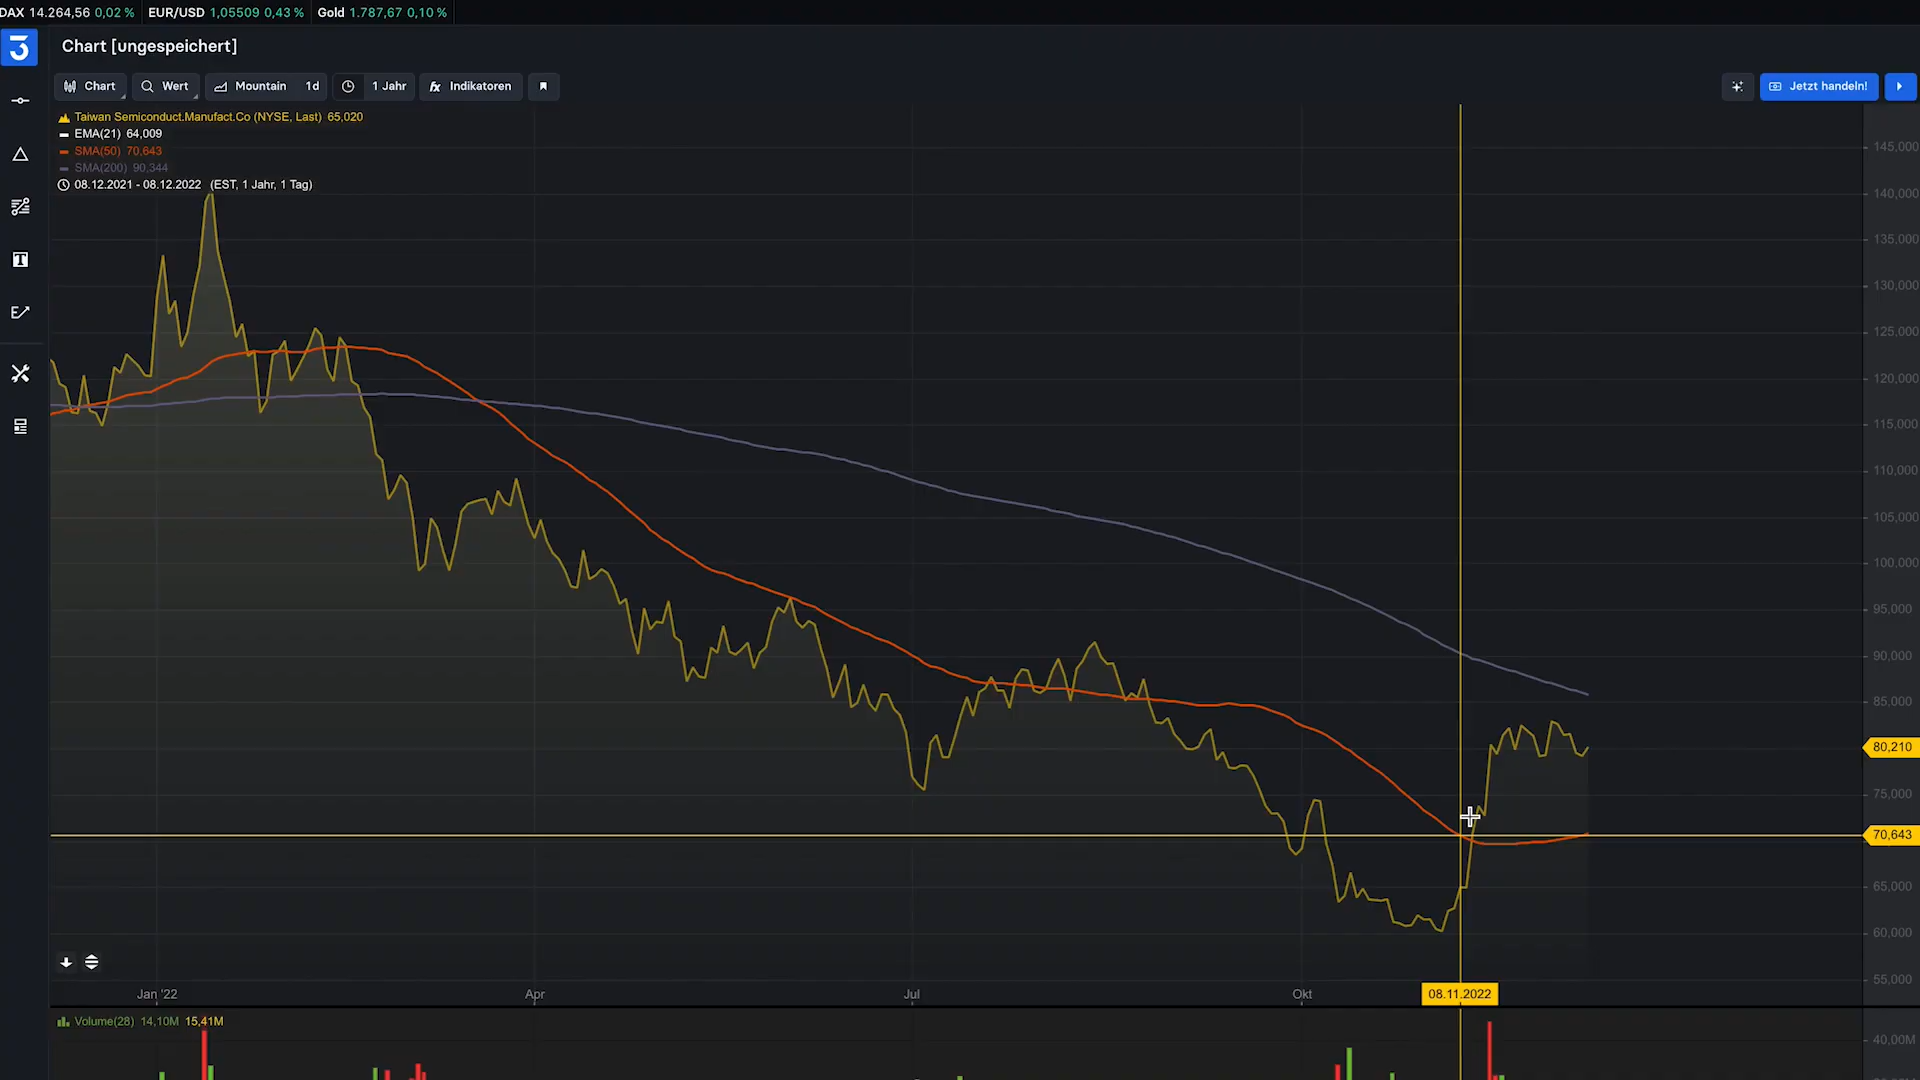 DAX 14.264,56 0,02 % EUR/USD 1,05509 0,43 % Gold 1.787,67 0,10 %
Chart [ungespeichert]
Chart Wert Mountain 1d 1 Jahr fx Indikatoren Jetzt handeln!
Taiwan Semiconduct.Manufact.Co (NYSE, Last) 65,020
EMA(21) 64,009
SMA(50) 70,643
SMA(200) 90,344
08.12.2021 - 08.12.2022 (EST, 1 Jahr, 1 Tag)
145,000
140,000
135,000
130,000
125,000
120,000
115,000
110,000
105,000
100,000
95,000
90,000
85,000
80,210
75,000
70,643
65,000
60,000
55,000
Jan '22 Apr Jul Okt 08.11.2022
Volume(28) 14,10M 15,41M
40,00M